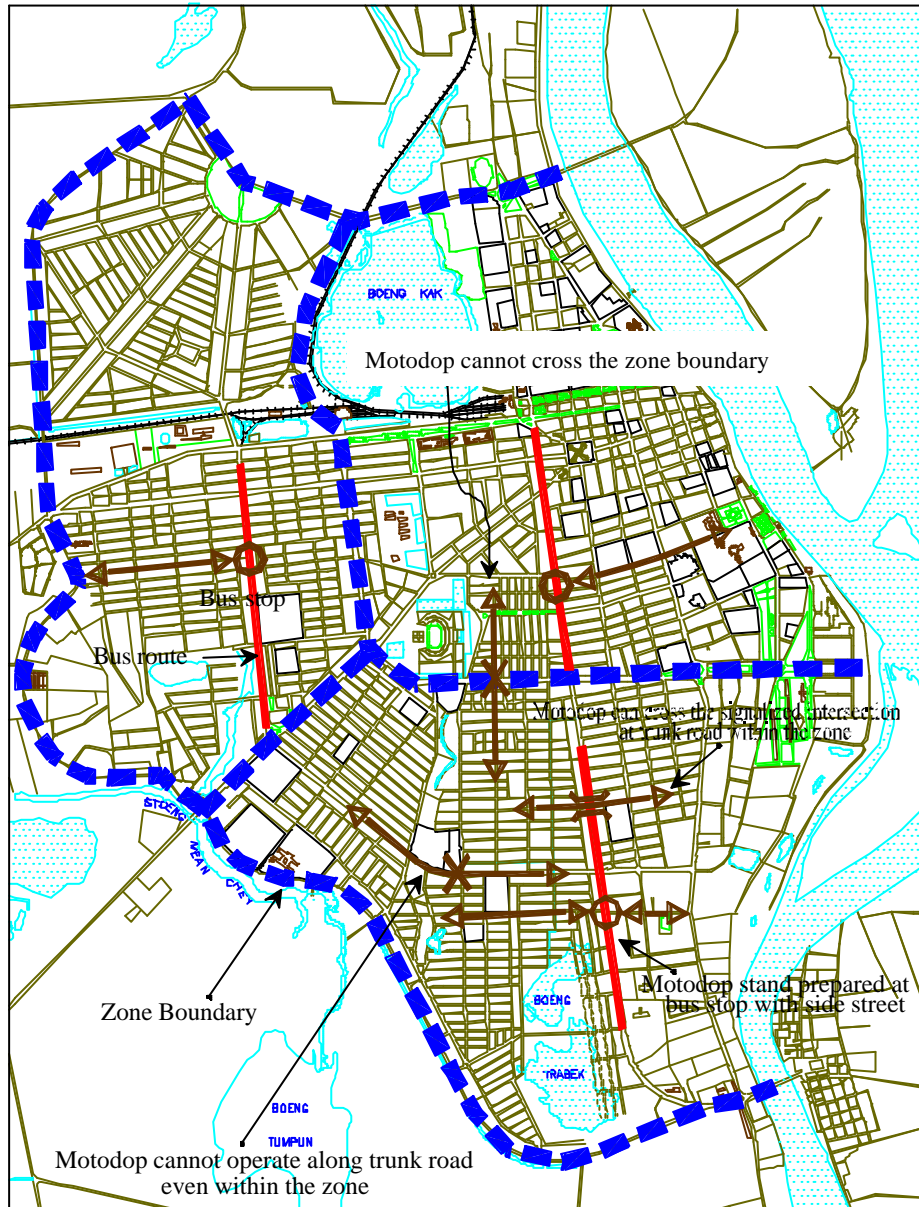 BOENG KAK
Motodop cannot cross the zone boundary
Bus stop
Bus route
Motodop can cross the signalized intersection
at trunk road within the zone
STOENG MEAN CHEY
Zone Boundary
Motodop stand prepared at
bus stop with side street
BOENG
TRABEK
BOENG
TUMPUN
Motodop cannot operate along trunk road
even within the zone